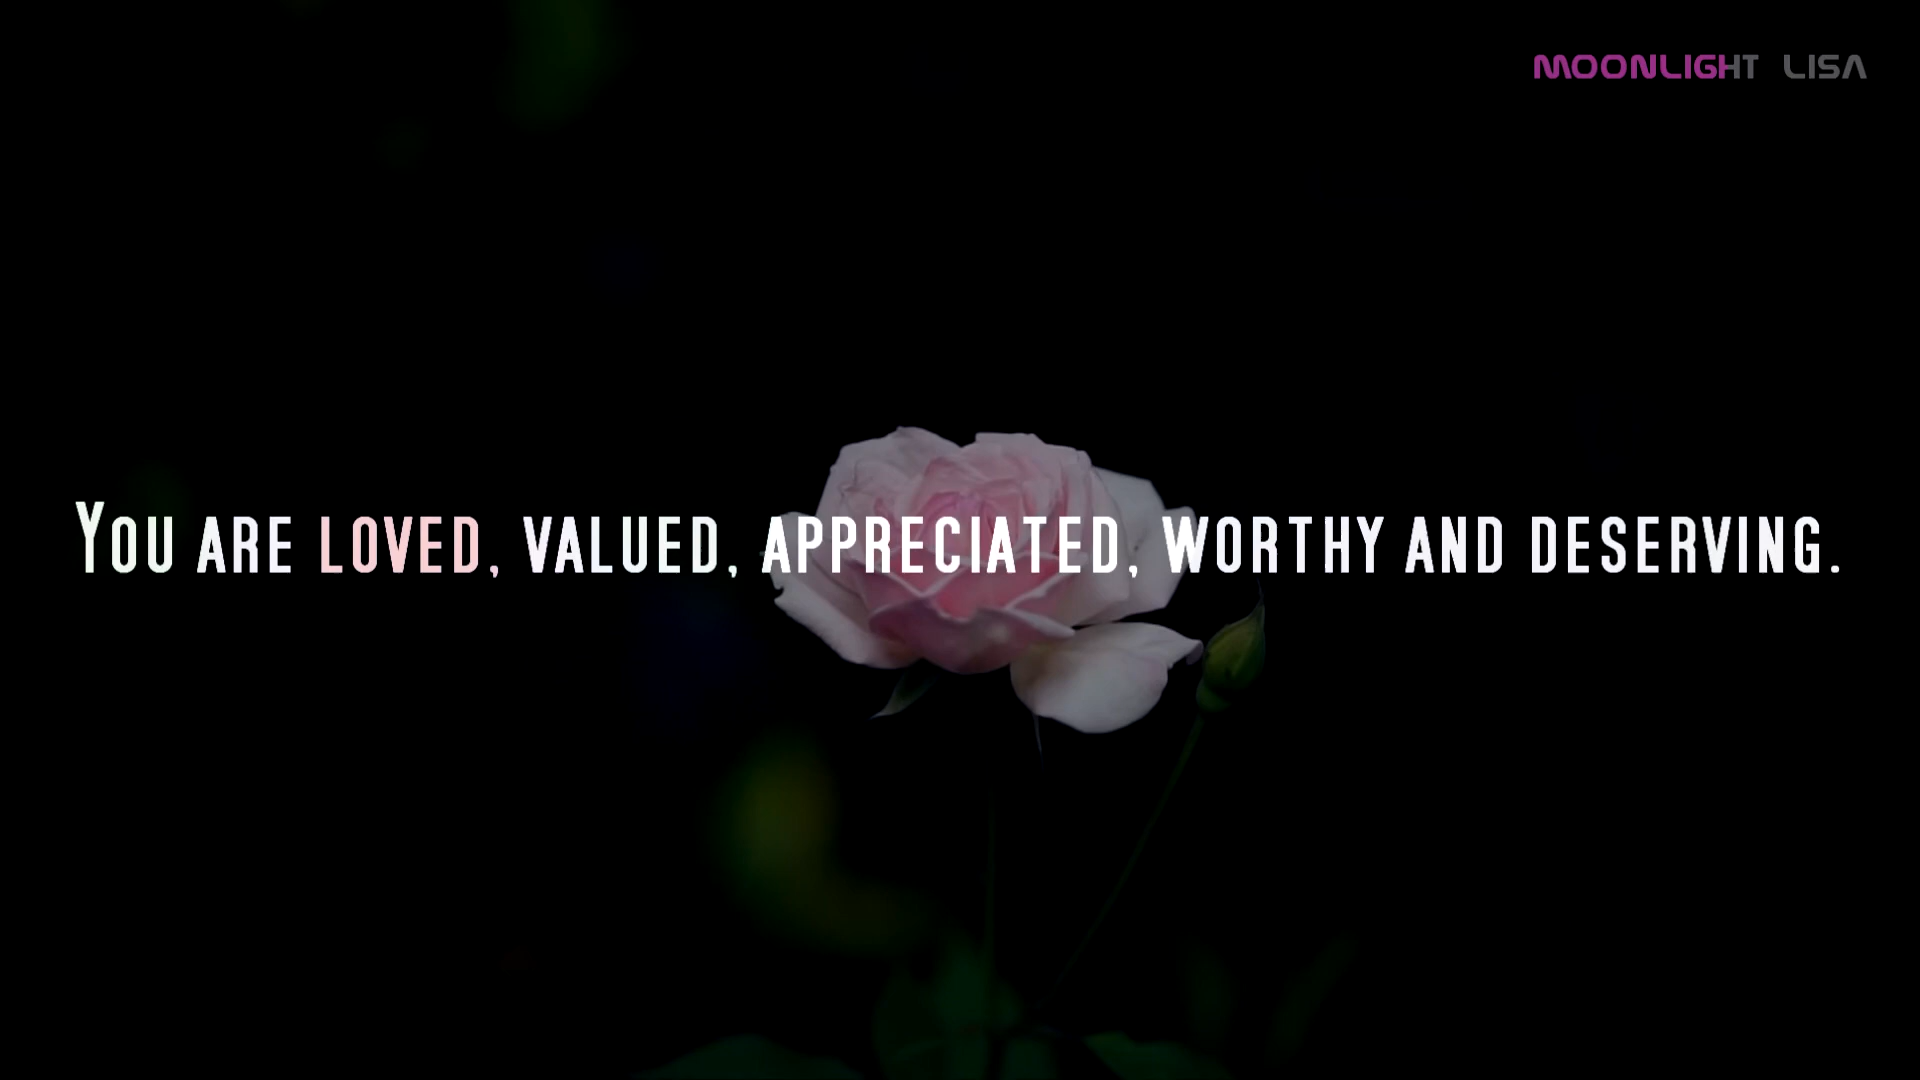 MOONLIGHT LISA
You are loved, valued, appreciated, worthy and deserving.